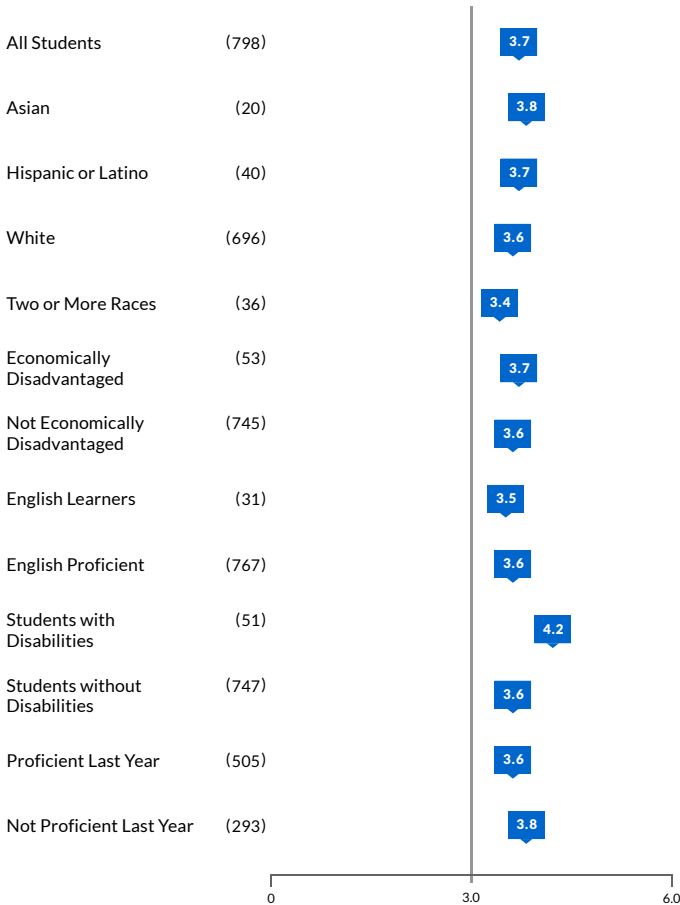 All Students (798) 3.7
Asian (20) 3.8
Hispanic or Latino (40) 3.7
White (696) 3.6
Two or More Races (36) 3.4
Economically (53)
Disadvantaged 3.7
Not Economically (745)
Disadvantaged 3.6
English Learners (31) 3.5
English Proficient (767) 3.6
Students with (51)
Disabilities 4.2
Students without (747)
Disabilities 3.6
Proficient Last Year (505) 3.6
Not Proficient Last Year (293) 3.8
0 3.0 6.0